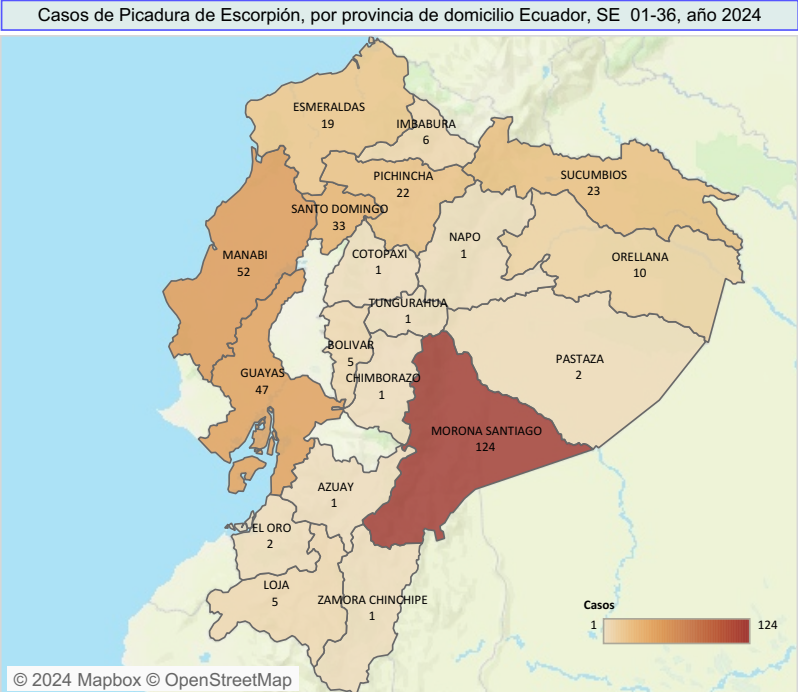 Casos de Picadura de Escorpión, por provincia de domicilio Ecuador, SE 01-36, año 2024
ESMERALDAS
19
IMBABURA
6
PICHINCHA
22
SUCUMBIOS
23
SANTO DOMINGO
33
NAPO
1
MANABI
52
COTOPAXI
1
ORELLANA
10
TUNGURAHUA
1
BOLIVAR
5
PASTAZA
2
GUAYAS
47
CHIMBORAZO
1
MORONA SANTIAGO
124
AZUAY
1
EL ORO
2
LOJA
5
ZAMORA CHINCHIPE
1
Casos
1 124
© 2024 Mapbox © OpenStreetMap